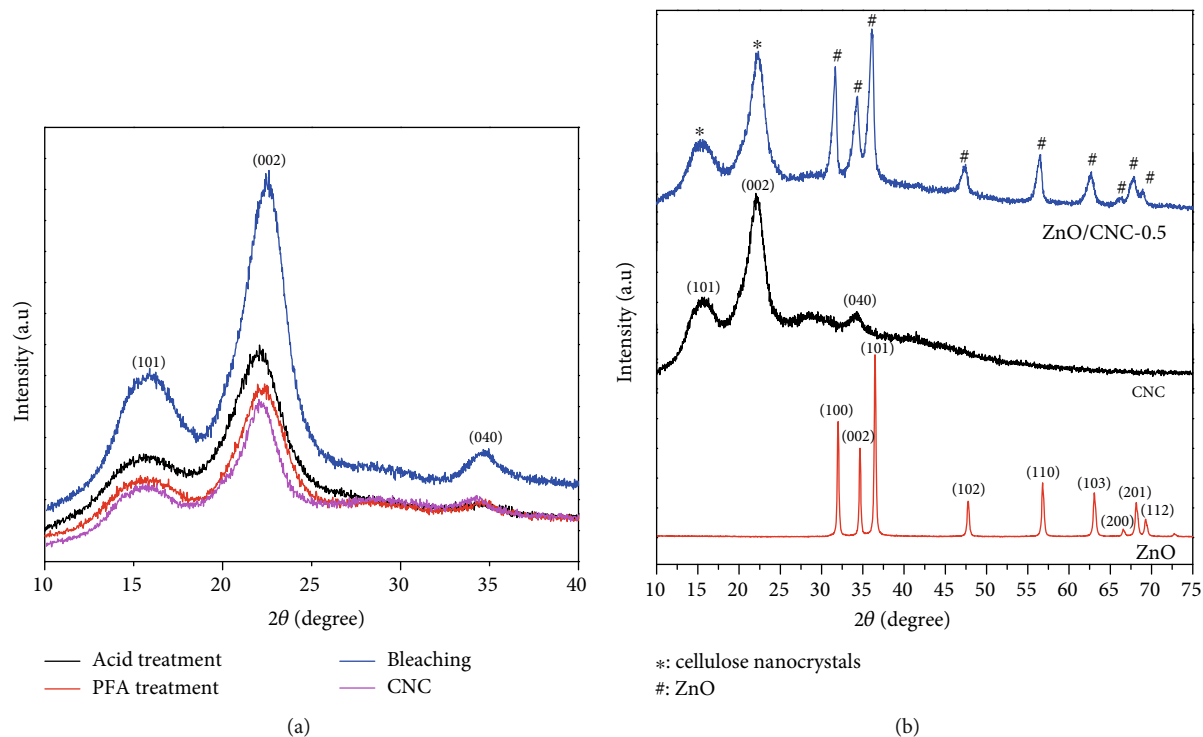 (002)
(101)
(040)
Intensity (a.u)
10 15 20 25 30 35 40
2θ (degree)
Acid treatment
PFA treatment
Bleaching
CNC
(a)
#
*
#
#
*
#
#
#
#
#
#
ZnO/CNC-0.5
(002)
(101)
(040)
CNC
(101)
(100)
(002)
(102)
(110)
(103)
(200)
(201)
(112)
ZnO
Intensity (a.u)
10 15 20 25 30 35 40 45 50 55 60 65 70 75
2θ (degree)
*: cellulose nanocrystals
#: ZnO
(b)